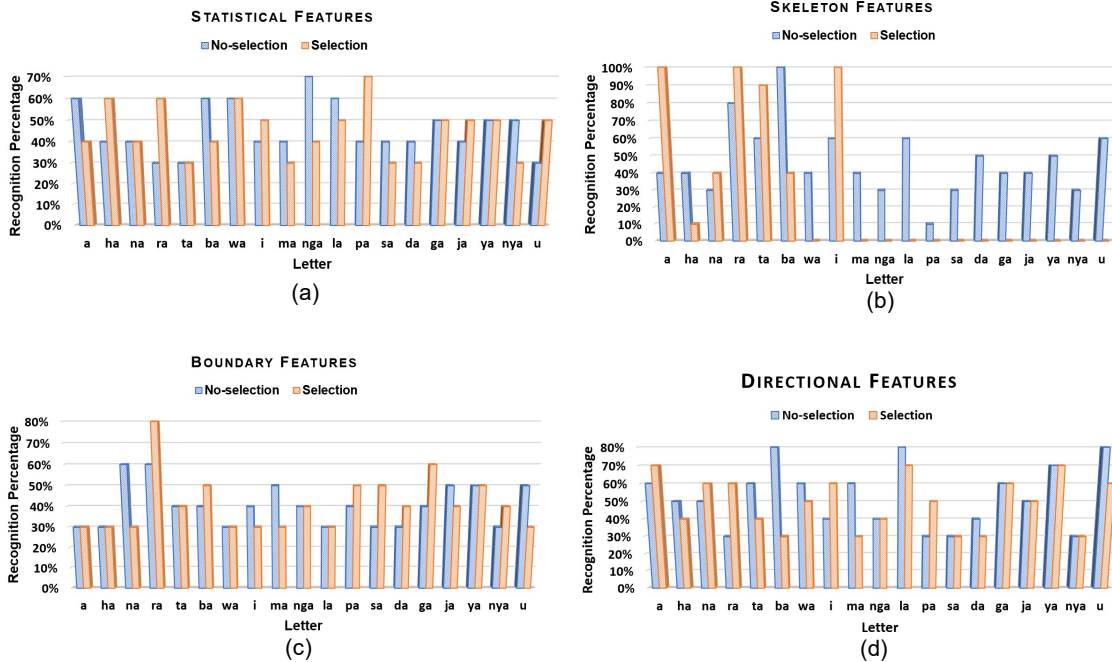 STATISTICAL FEATURES
No-selection Selection
Recognition Percentage
70%
60%
50%
40%
30%
20%
10%
0%
a ha na ra ta ba wa i ma nga la pa sa da ga ja ya nya u
Letter
(a)
SKELETON FEATURES
No-selection Selection
Recognition Percentage
100%
90%
80%
70%
60%
50%
40%
30%
20%
10%
0%
a ha na ra ta ba wa i ma nga la pa sa da ga ja ya nya u
Letter
(b)
BOUNDARY FEATURES
No-selection Selection
Recognition Percentage
80%
70%
60%
50%
40%
30%
20%
10%
0%
a ha na ra ta ba wa i ma nga la pa sa da ga ja ya nya u
Letter
(c)
DIRECTIONAL FEATURES
No-selection Selection
Recognition Percentage
80%
70%
60%
50%
40%
30%
20%
10%
0%
a ha na ra ta ba wa i ma nga la pa sa da ga ja ya nya u
Letter
(d)